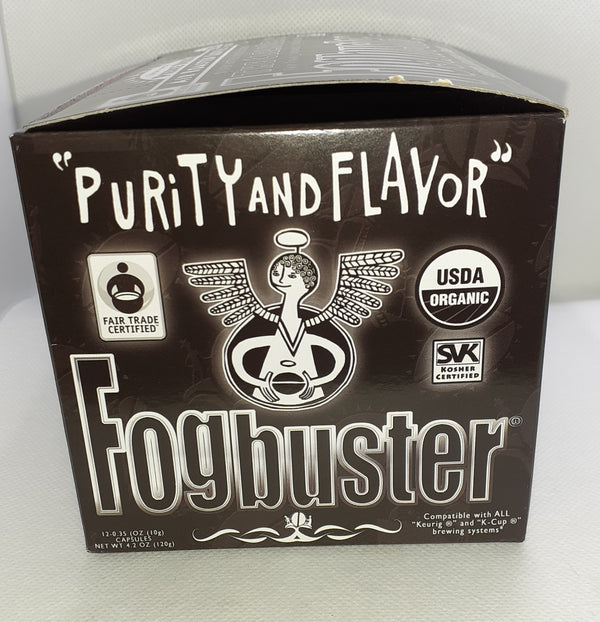 "PURiTY AND FLAVOR"
FAIR TRADE
CERTIFIED™
USDA
ORGANIC
SVK
KOSHER
CERTIFIED
Fogbuster®
12-0.35 (OZ (10g)
CAPSULES
NET WT 4.2 OZ (120g)
Compatible with ALL
"Keurig ®" and "K-Cup ®"
brewing systems*